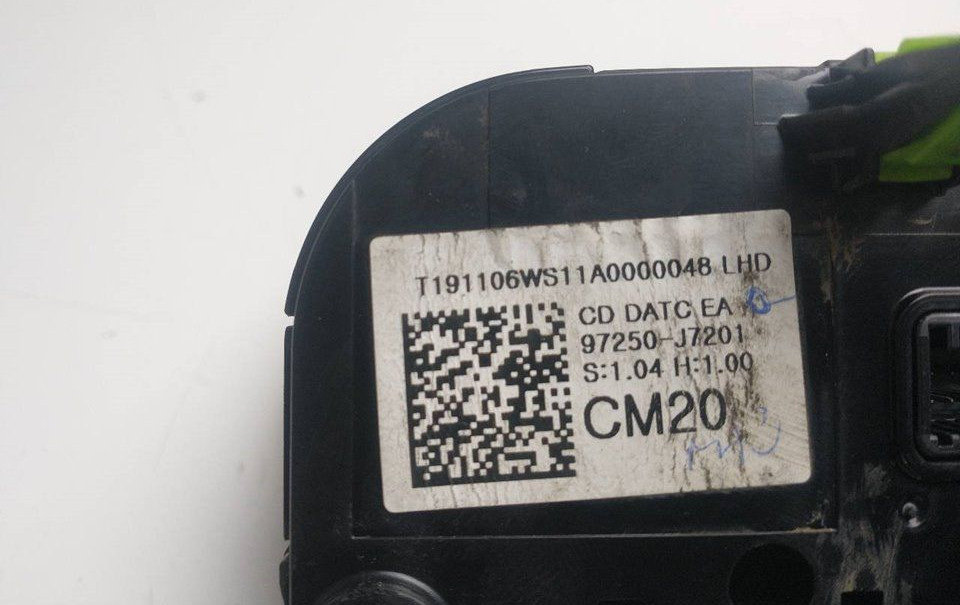 T191106WS11A0000048 LHD
CD DATC EA
97250-J7201
S:1.04 H:1.00
CM20